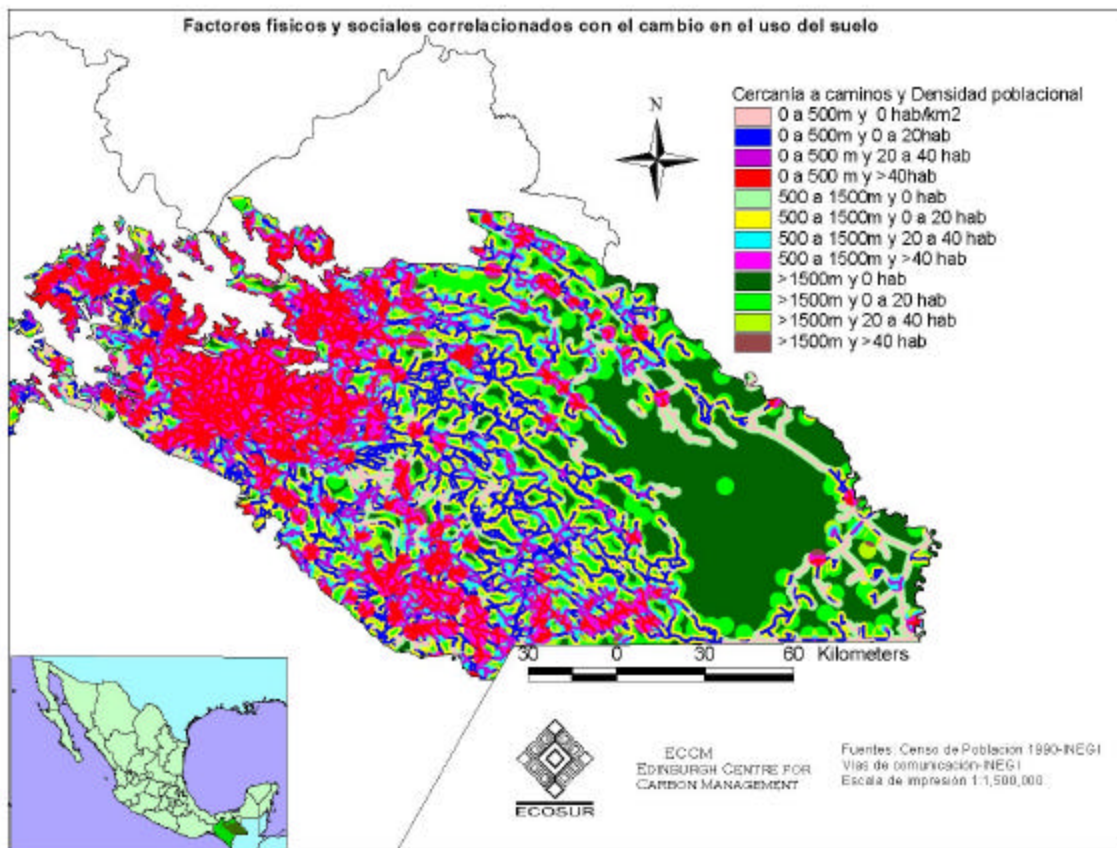 Factores fisicos y sociales correlacionados con el cambio en el uso del suelo
N
Cercanía a caminos y Densidad poblacional
0 a 500m y 0 hab/km2
0 a 500m y 0 a 20hab
0 a 500 m y 20 a 40 hab
0 a 500 m y >40hab
500 a 1500m y 0 hab
500 a 1500m y 0 a 20 hab
500 a 1500m y 20 a 40 hab
500 a 1500m y >40 hab
>1500m y 0 hab
>1500m y 0 a 20 hab
>1500m y 20 a 40 hab
>1500m y >40 hab
30 0 30 60 Kilometers
ECOSUR
ECCM
EDINBURGH CENTRE FOR
CARBON MANAGEMENT
Fuentes: Censo de Población 1990-INEGI
Vías de comunicación-INEGI
Escala de impresión 1:1,500,000